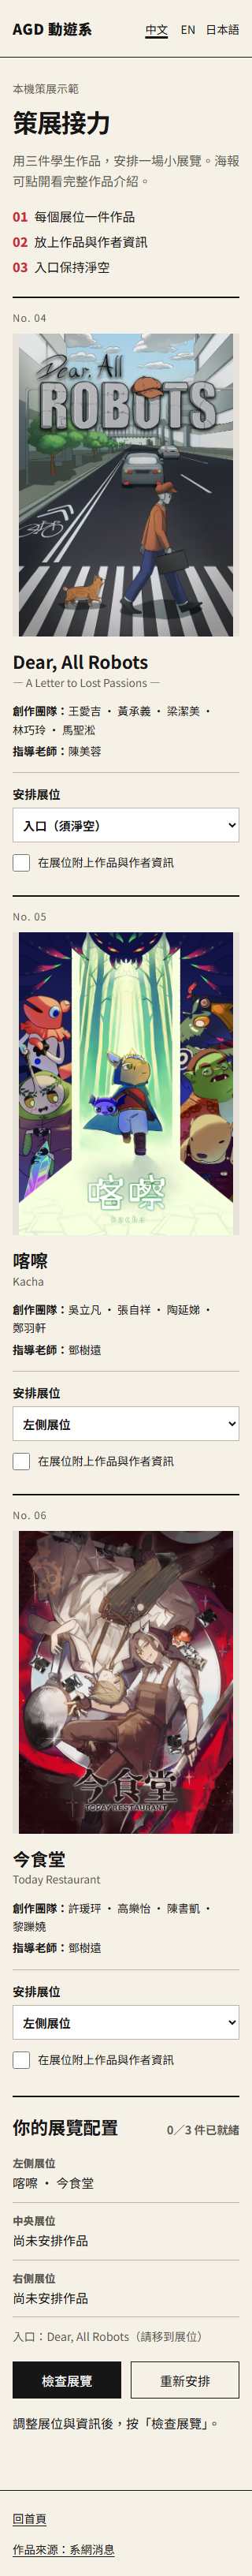 AGD 動遊系
中文 EN 日本語
本機策展示範
策展接力
用三件學生作品，安排一場小展覽。海報
可點開看完整作品介紹。
01 每個展位一件作品
02 放上作品與作者資訊
03 入口保持淨空
No. 04
Dear, All
ROBOTS
Dear, All Robots
— A Letter to Lost Passions —
創作團隊：王愛吉 ・ 黃承義 ・ 梁潔美 ・
林巧玲 ・ 馬聖淞
指導老師：陳美蓉
安排展位
入口（須淨空）
在展位附上作品與作者資訊
No. 05
喀嚓
kacha
喀嚓
Kacha
創作團隊：吳立凡 ・ 張自祥 ・ 陶延娣 ・
鄭羽軒
指導老師：鄧樹遠
安排展位
左側展位
在展位附上作品與作者資訊
No. 06
今食堂
TODAY RESTAURANT
今食堂
Today Restaurant
創作團隊：許瑗玶 ・ 高樂怡 ・ 陳書凱 ・
黎躒嬈
指導老師：鄧樹遠
安排展位
左側展位
在展位附上作品與作者資訊
你的展覽配置 0／3 件已就緒
左側展位
喀嚓 ・ 今食堂
中央展位
尚未安排作品
右側展位
尚未安排作品
入口：Dear, All Robots（請移到展位）
檢查展覽 重新安排
調整展位與資訊後，按「檢查展覽」。
回首頁
作品來源：系網消息